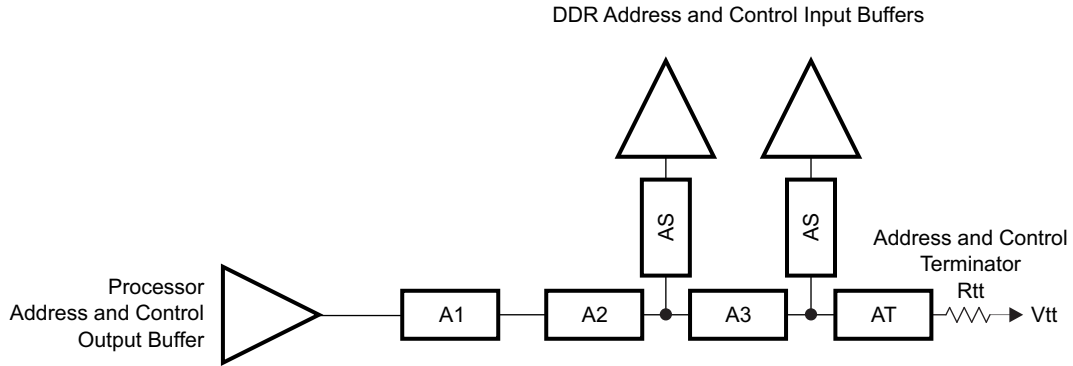 DDR Address and Control Input Buffers
AS
AS
Address and Control
Terminator
Rtt
Processor
Address and Control
Output Buffer
A1
A2
A3
AT
Vtt